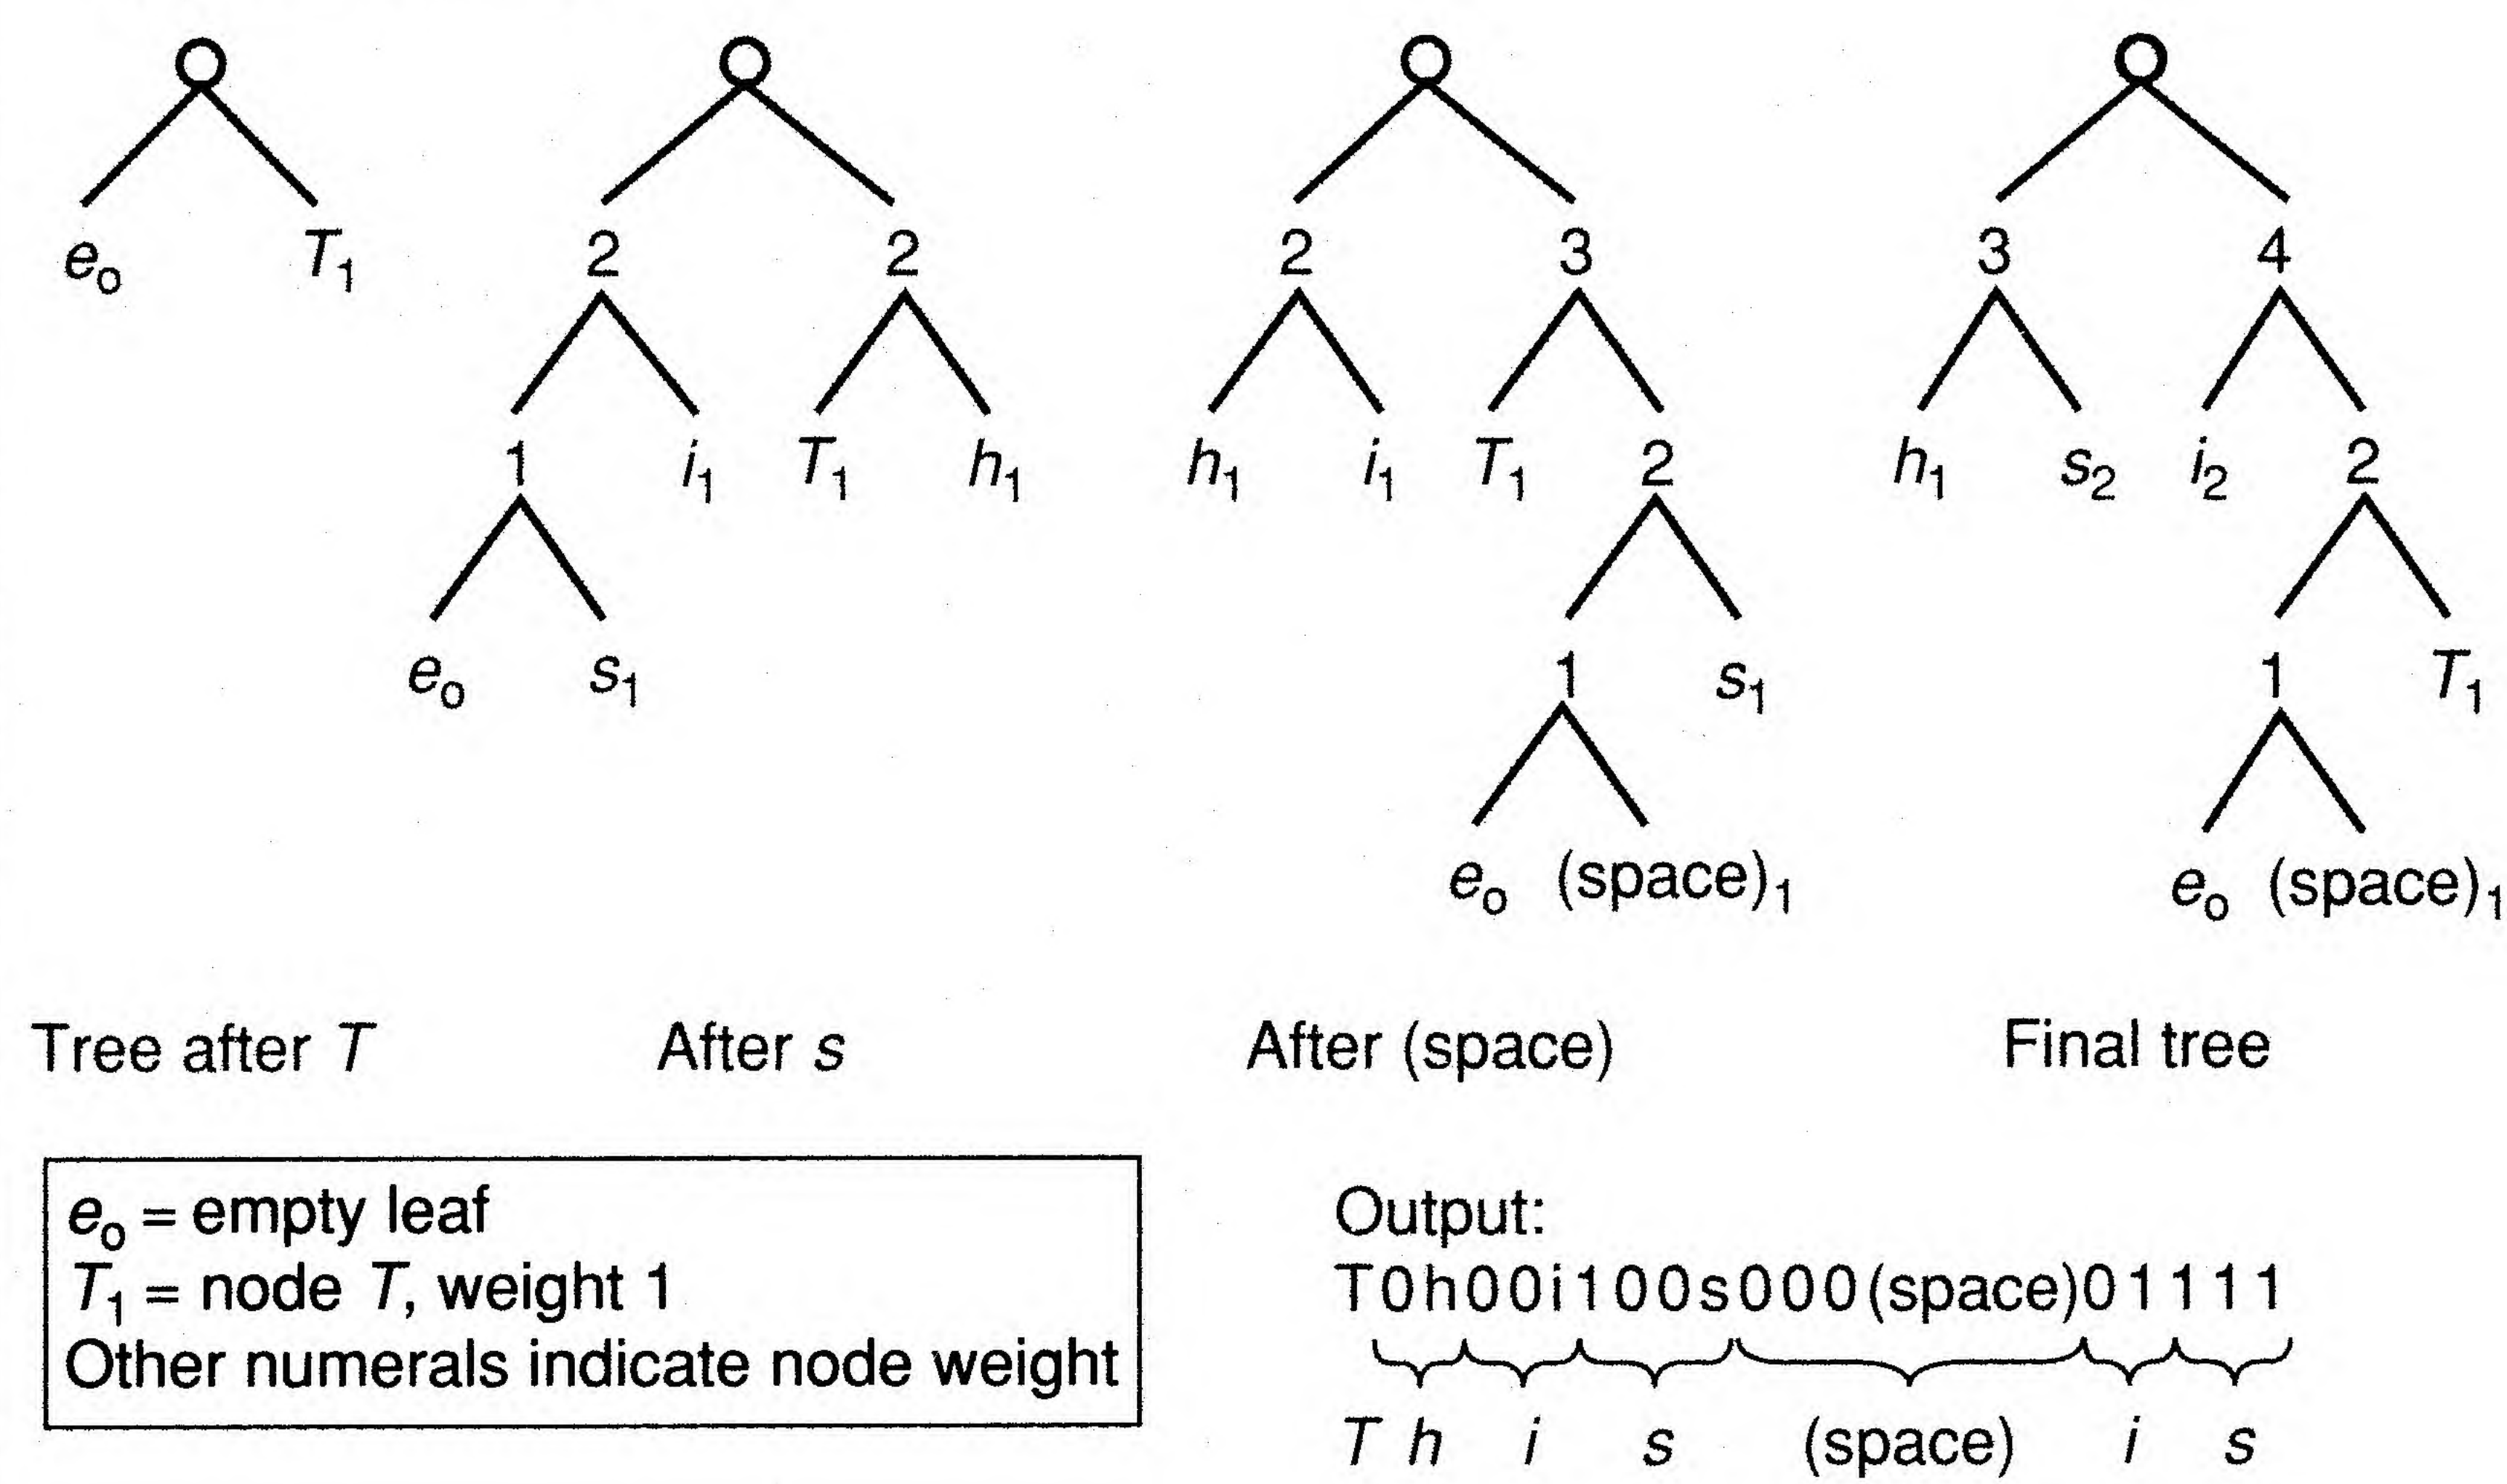 e₀ T₁
2 2
1 i₁ T₁ h₁
e₀ s₁
2 3
h₁ i₁ T₁ 2
1 s₁
e₀ (space)₁
3 4
h₁ s₂ i₂ 2
1 T₁
e₀ (space)₁
Tree after T
After s
After (space)
Final tree
e₀ = empty leaf
T₁ = node T, weight 1
Other numerals indicate node weight
Output:
T0h00i100s000(space)01111
T h i s (space) i s